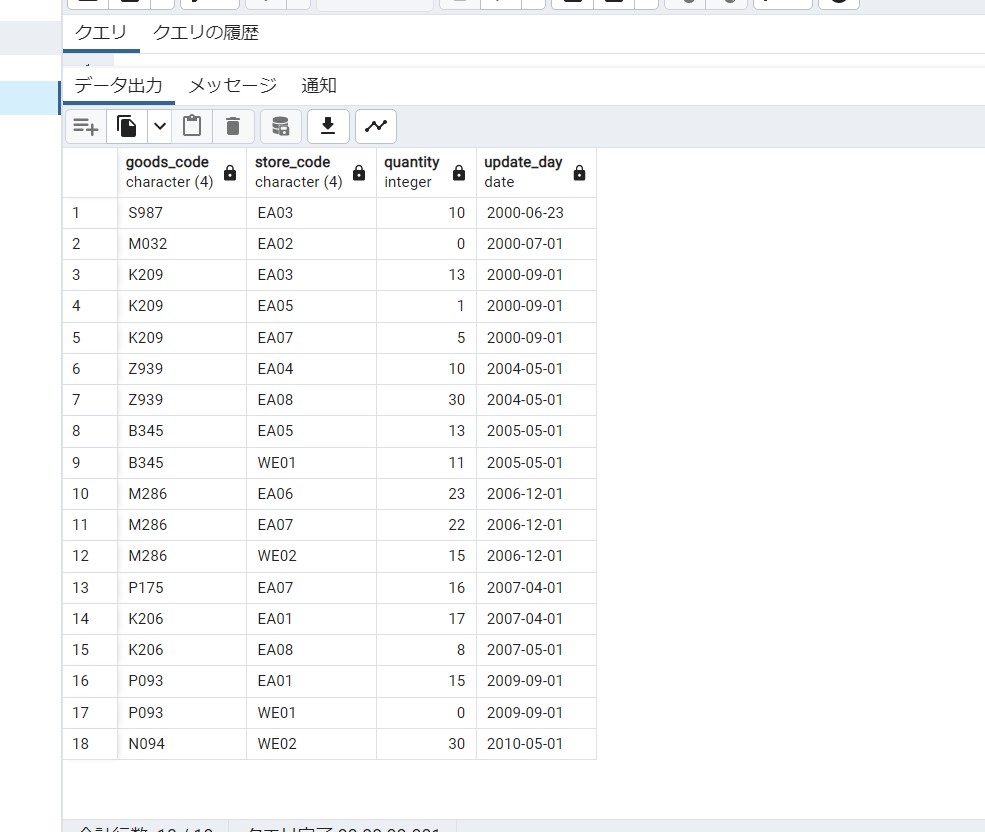 クエリ クエリの履歴
データ出力 メッセージ 通知
goods_code store_code quantity update_day
character (4) character (4) integer date
1 S987 EA03 10 2000-06-23
2 M032 EA02 0 2000-07-01
3 K209 EA03 13 2000-09-01
4 K209 EA05 1 2000-09-01
5 K209 EA07 5 2000-09-01
6 Z939 EA04 10 2004-05-01
7 Z939 EA08 30 2004-05-01
8 B345 EA05 13 2005-05-01
9 B345 WE01 11 2005-05-01
10 M286 EA06 23 2006-12-01
11 M286 EA07 22 2006-12-01
12 M286 WE02 15 2006-12-01
13 P175 EA07 16 2007-04-01
14 K206 EA01 17 2007-04-01
15 K206 EA08 8 2007-05-01
16 P093 EA01 15 2009-09-01
17 P093 WE01 0 2009-09-01
18 N094 WE02 30 2010-05-01